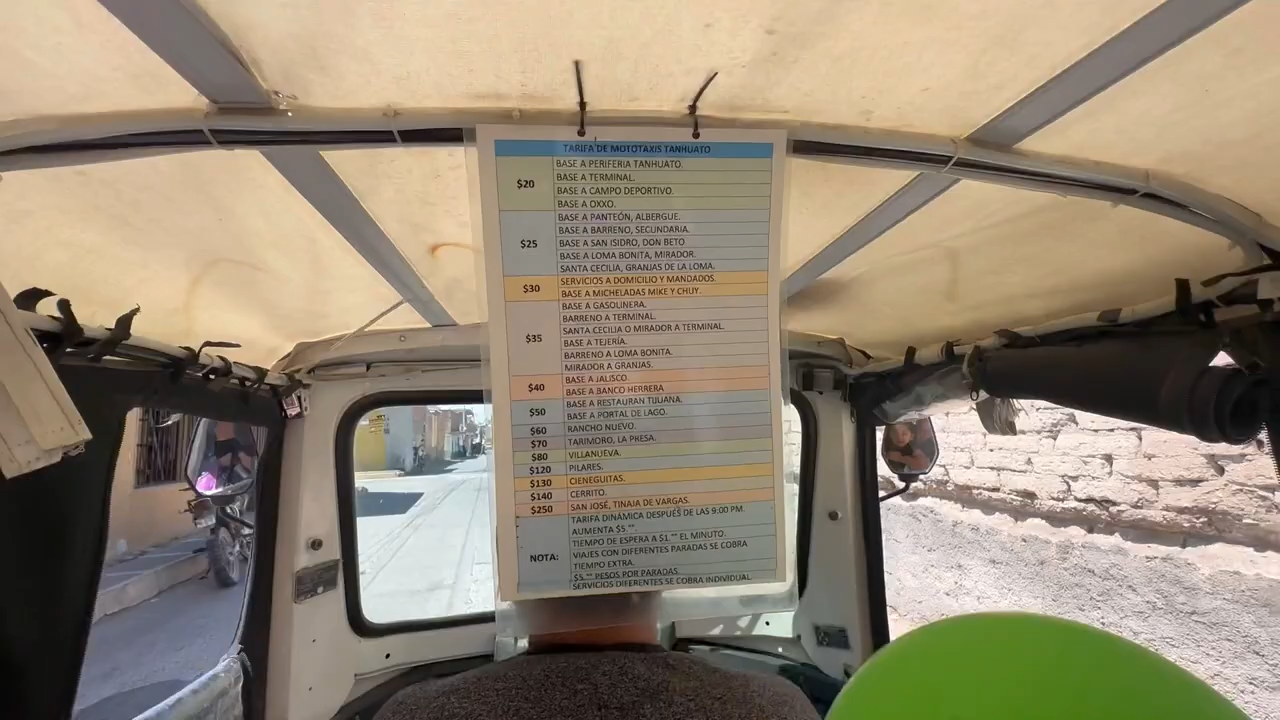 TARIFA DE MOTOTAXIS TANHUATO
$20
BASE A PERIFERIA TANHUATO.
BASE A TERMINAL.
BASE A CAMPO DEPORTIVO.
BASE A OXXO.
$25
BASE A PANTEÓN, ALBERGUE.
BASE A BARRENO, SECUNDARIA.
BASE A SAN ISIDRO, DON BETO
BASE A LOMA BONITA, MIRADOR.
SANTA CECILIA, GRANJAS DE LA LOMA.
$30
SERVICIOS A DOMICILIO Y MANDADOS.
BASE A MICHELADAS MIKE Y CHUY.
$35
BASE A GASOLINERA.
BARRENO A TERMINAL.
SANTA CECILIA O MIRADOR A TERMINAL.
BASE A TEJERÍA.
BARRENO A LOMA BONITA.
MIRADOR A GRANJAS.
$40
BASE A JALISCO
BASE A BANCO HERRERA
$50
BASE A RESTAURAN TIJUANA.
BASE A PORTAL DE LAGO.
$60 RANCHO NUEVO.
$70 TARIMORO, LA PRESA.
$80 VILLANUEVA.
$120 PILARES.
$130 CIENEGUITAS.
$140 CERRITO.
$250 SAN JOSÉ, TINAJA DE VARGAS.
NOTA:
TARIFA DINÁMICA DESPUÉS DE LAS 9:00 PM.
AUMENTA $5.°°
TIEMPO DE ESPERA A $1.°° EL MINUTO.
VIAJES CON DIFERENTES PARADAS SE COBRA
TIEMPO EXTRA.
$5.°° PESOS POR PARADAS
SERVICIOS DIFERENTES SE COBRA INDIVIDUAL.